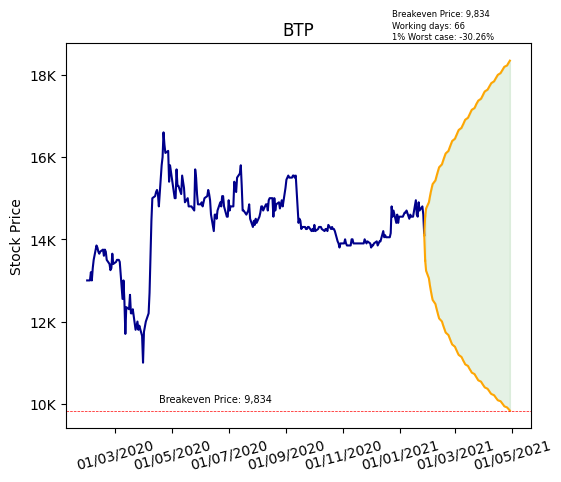 Breakeven Price: 9,834
Working days: 66
1% Worst case: -30.26%
BTP
Stock Price
18K
16K
14K
12K
10K
Breakeven Price: 9,834
01/03/2020
01/05/2020
01/07/2020
01/09/2020
01/11/2020
01/01/2021
01/03/2021
01/05/2021